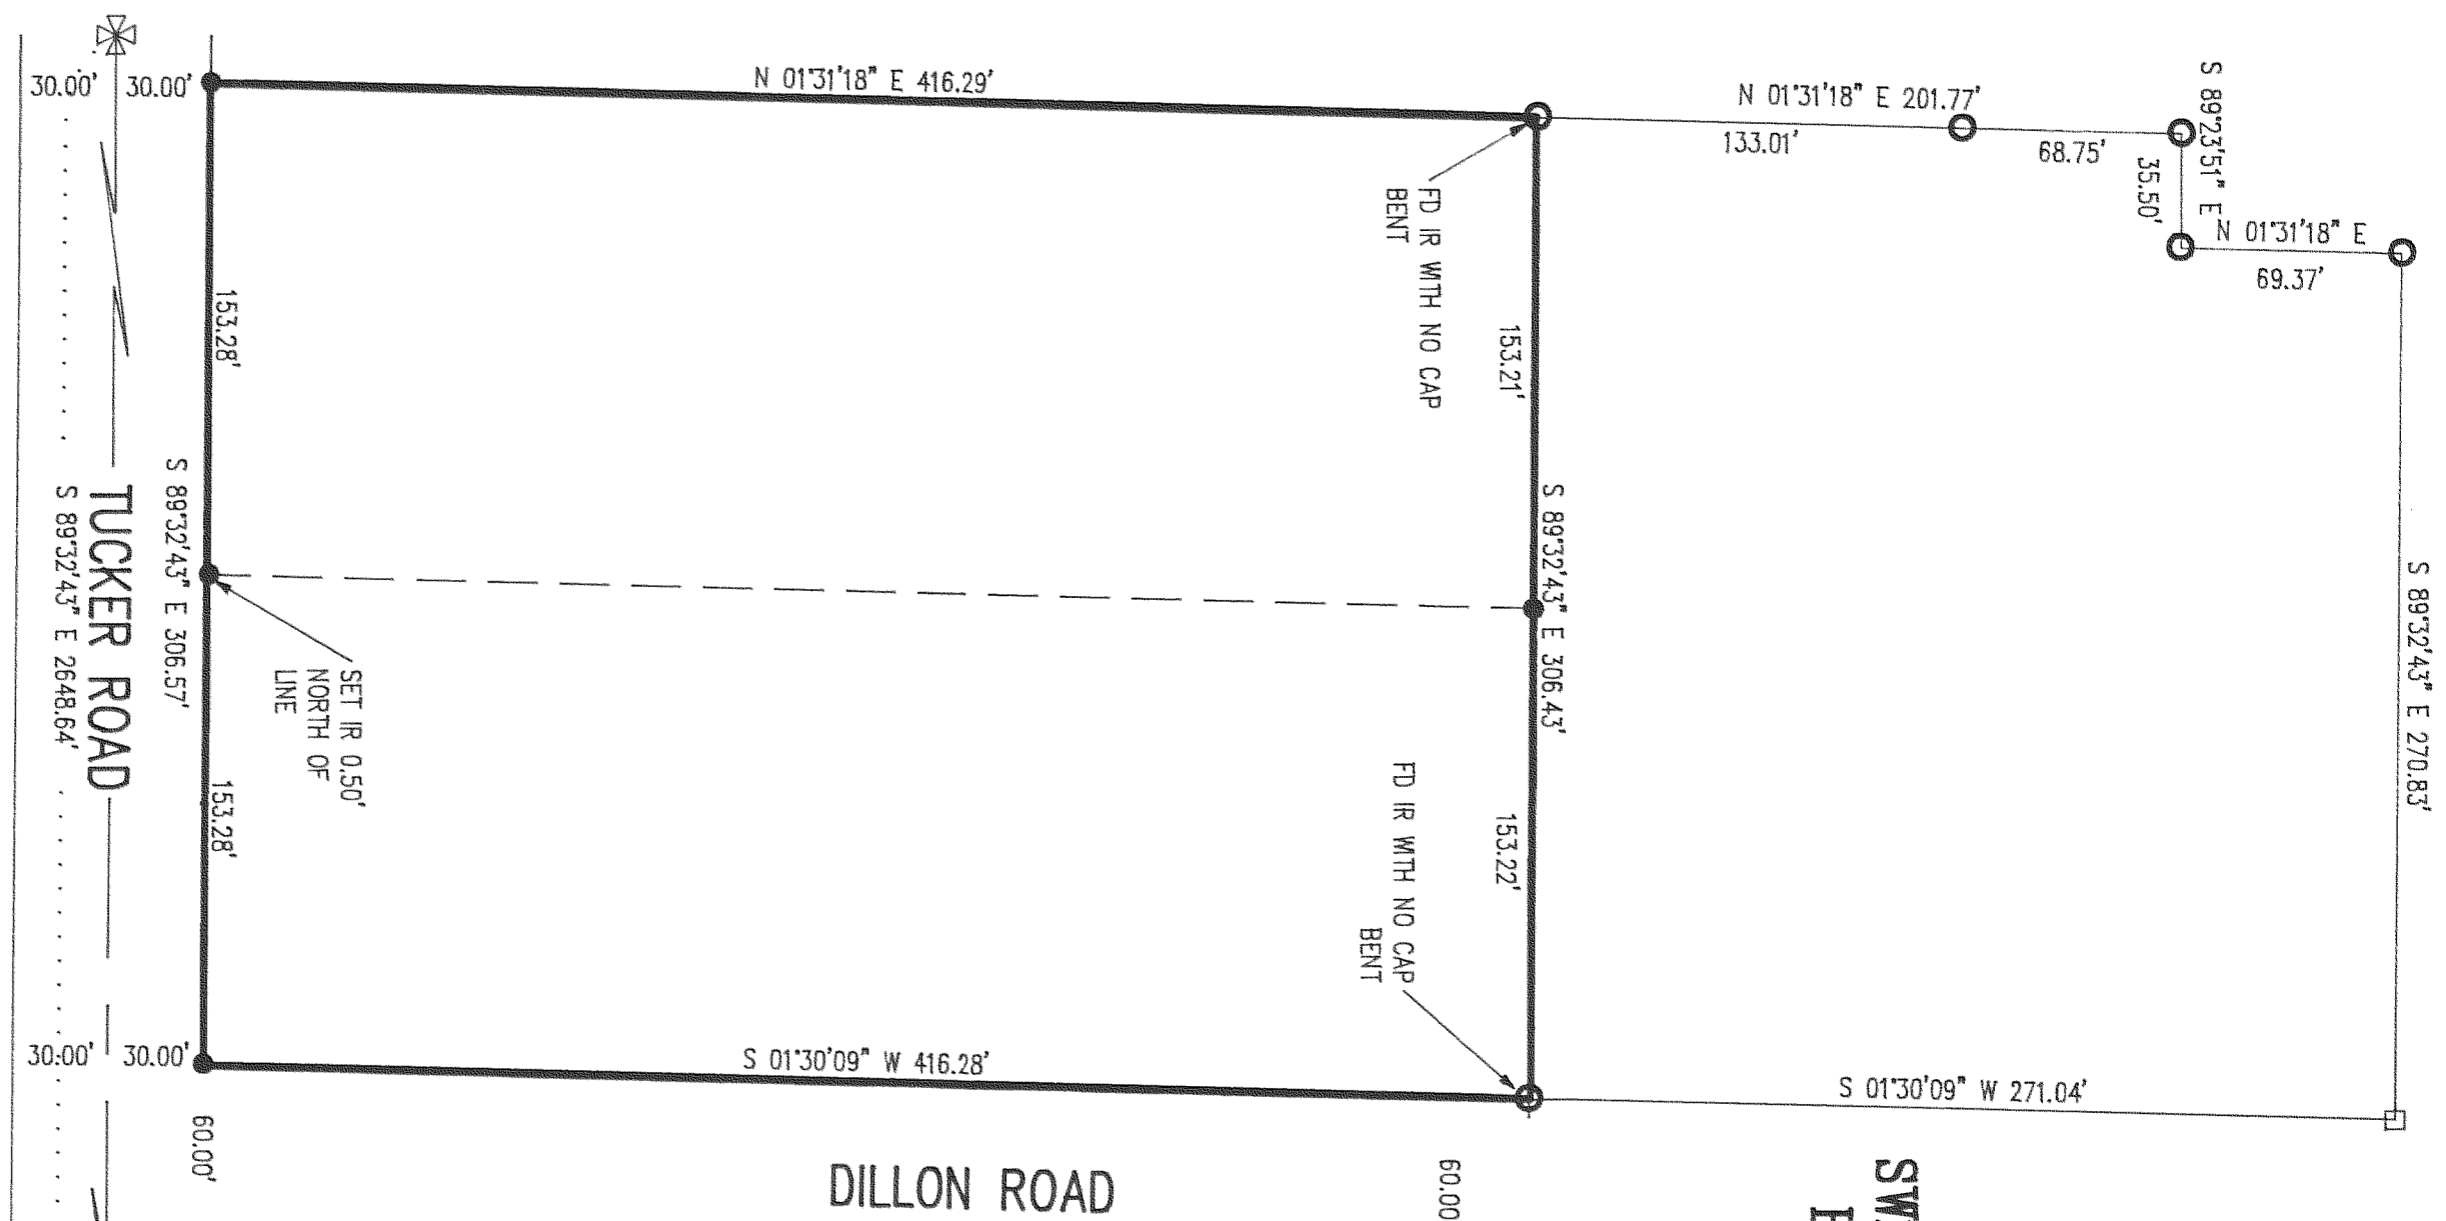 N 01°31'18" E 416.29'
N 01°31'18" E 201.77'
133.01'
68.75'
S 89°23'51" E
35.50'
N 01°31'18" E
69.37'
30.00'
30.00'
FD IR WITH NO CAP
BENT
153.28'
153.21'
S 89°32'43" E 306.57'
S 89°32'43" E 306.43'
S 89°32'43" E 270.83'
TUCKER ROAD
S 89°32'43" E 2648.64'
SET IR 0.50'
NORTH OF
LINE
153.28'
153.22'
FD IR WITH NO CAP
BENT
30.00'
30.00'
S 01°30'09" W 416.28'
S 01°30'09" W 271.04'
60.00'
60.00
DILLON ROAD
SW